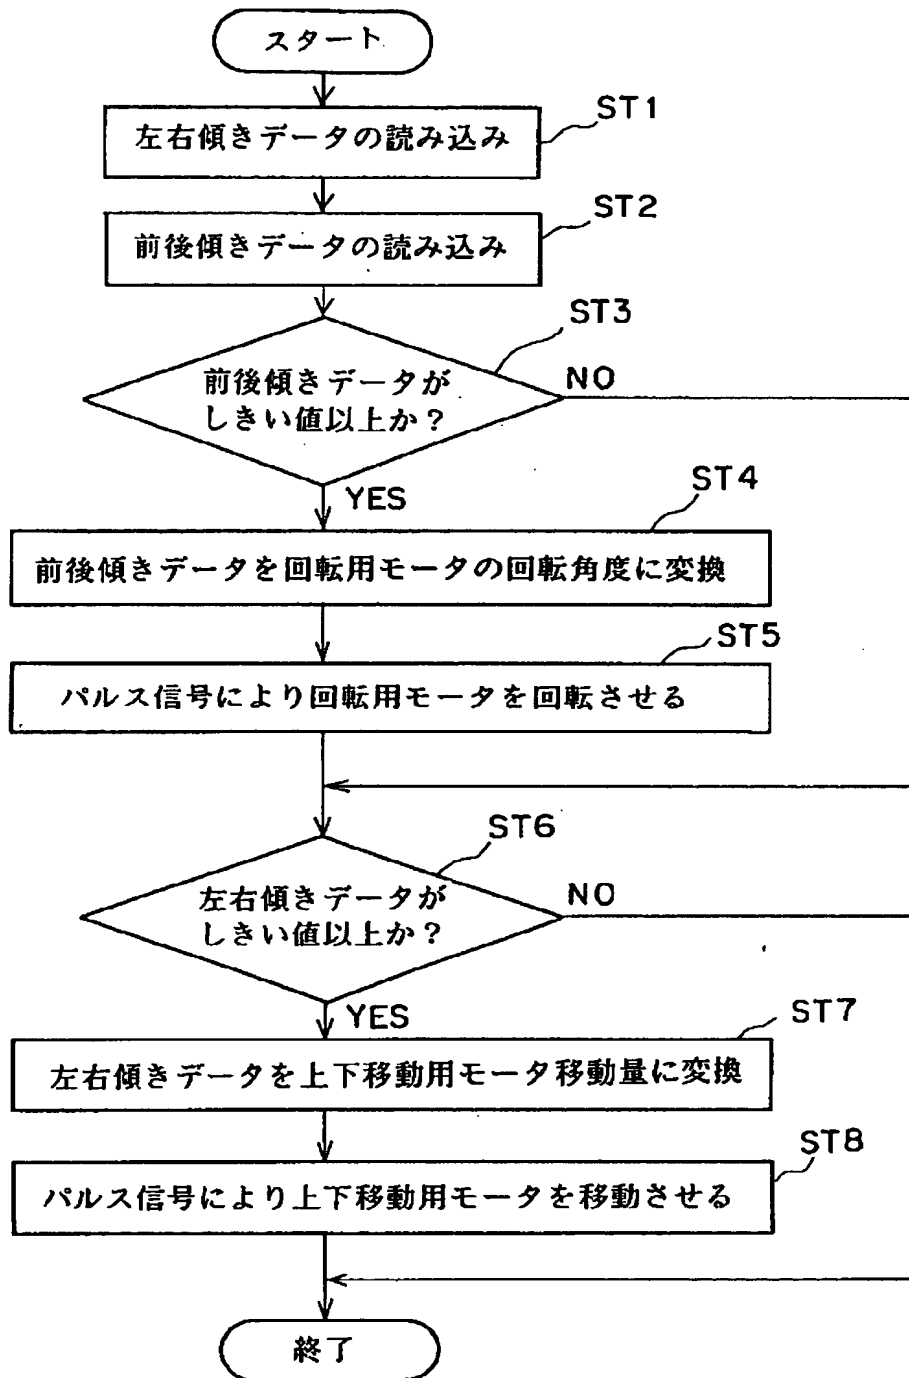 スタート
ST1
左右傾きデータの読み込み
ST2
前後傾きデータの読み込み
ST3
前後傾きデータが
しきい値以上か?
NO
YES
ST4
前後傾きデータを回転用モータの回転角度に変換
ST5
パルス信号により回転用モータを回転させる
ST6
左右傾きデータが
しきい値以上か?
NO
YES
ST7
左右傾きデータを上下移動用モータ移動量に変換
ST8
パルス信号により上下移動用モータを移動させる
終了